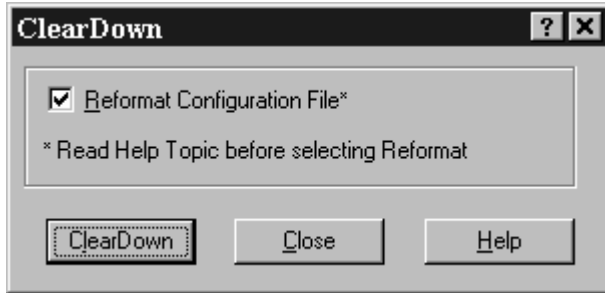 ClearDown
Reformat Configuration File*
* Read Help Topic before selecting Reformat
ClearDown Close Help